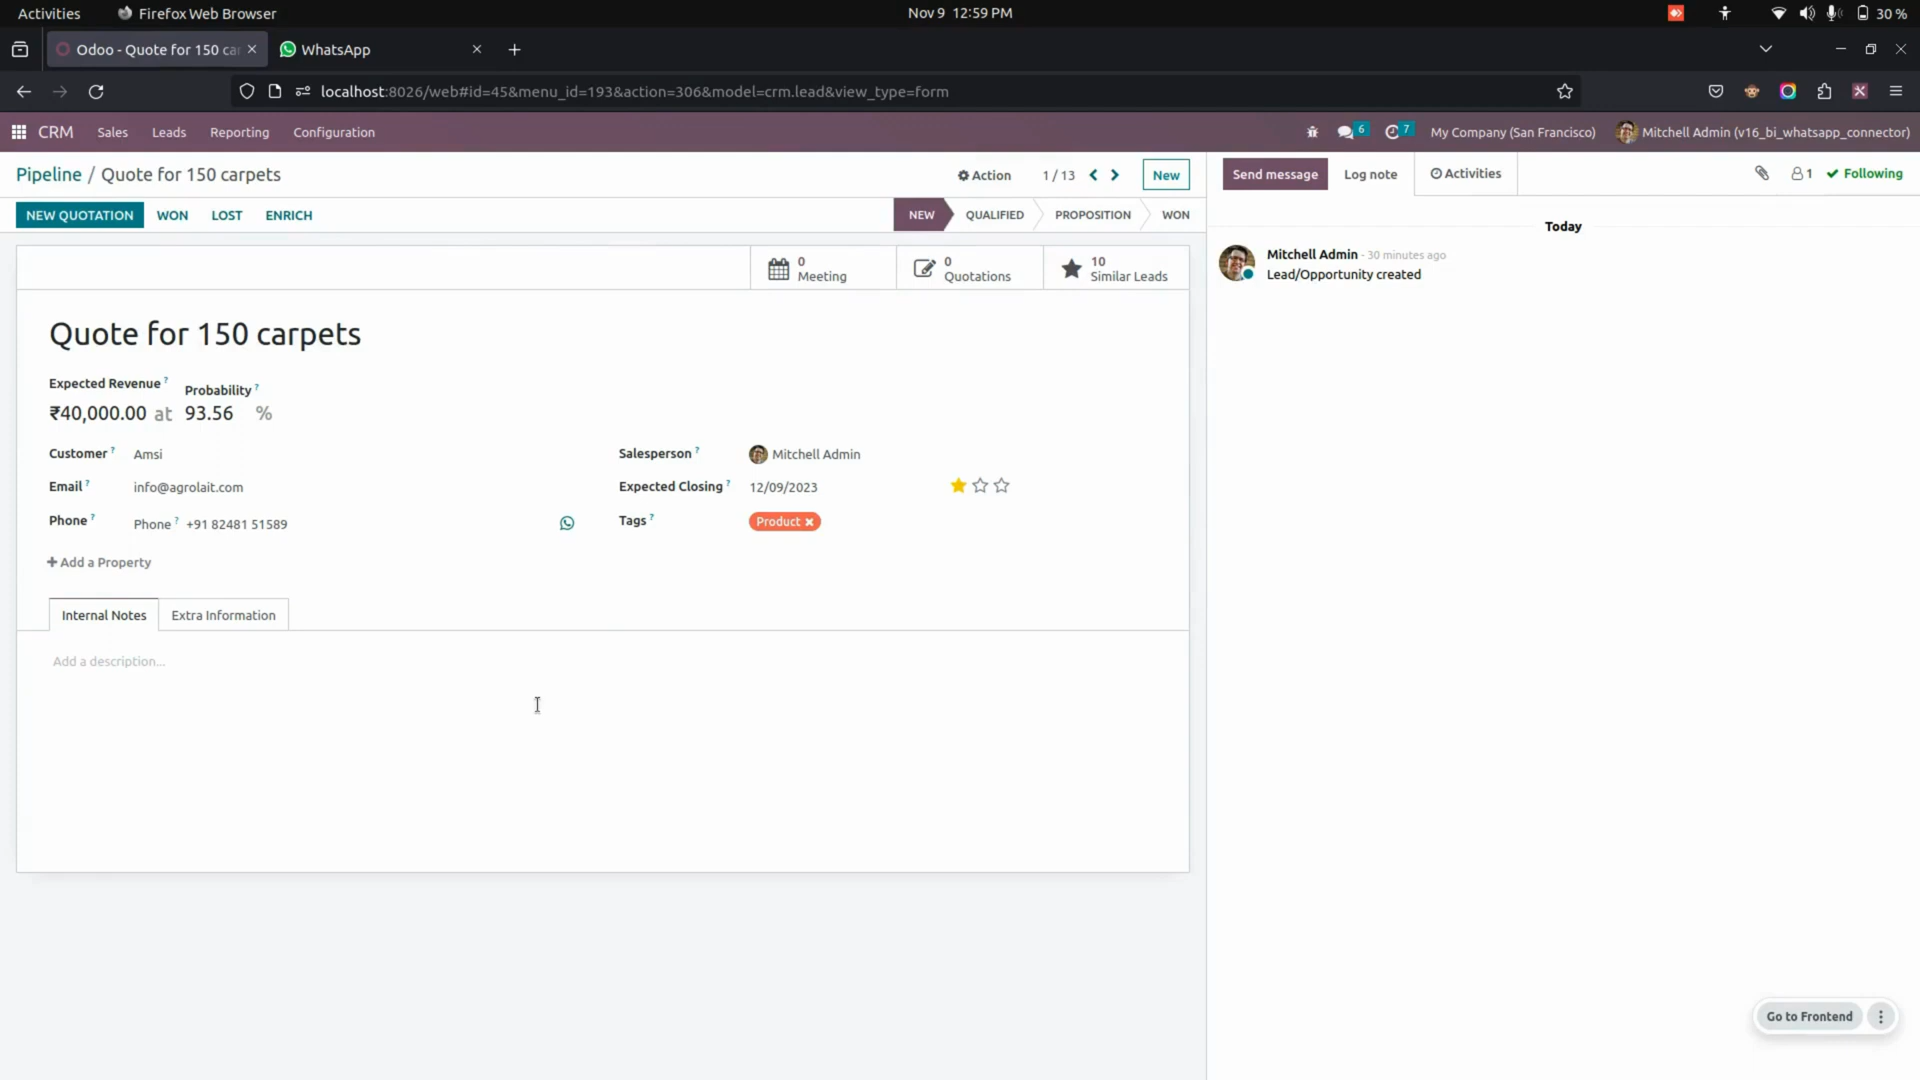 Activities Firefox Web Browser Nov 9 12:59 PM 30 %
Odoo - Quote for 150 ca WhatsApp
localhost:8026/web#id=45&menu_id=193&action=306&model=crm.lead&view_type=form
CRM Sales Leads Reporting Configuration 6 7 My Company (San Francisco) Mitchell Admin (v16_bi_whatsapp_connector)
Pipeline / Quote for 150 carpets Action 1 / 13 New Send message Log note Activities 1 Following
NEW QUOTATION WON LOST ENRICH NEW QUALIFIED PROPOSITION WON
Today
0 Meeting
0 Quotations
10 Similar Leads
Mitchell Admin - 30 minutes ago
Lead/Opportunity created
Quote for 150 carpets
Expected Revenue ? Probability ?
₹40,000.00 at 93.56 %
Customer ? Amsi Salesperson ? Mitchell Admin
Email ? info@agrolait.com Expected Closing ? 12/09/2023
Phone ? Phone ? +91 82481 51589 Tags ? Product ×
+ Add a Property
Internal Notes Extra Information
Add a description...
Go to Frontend